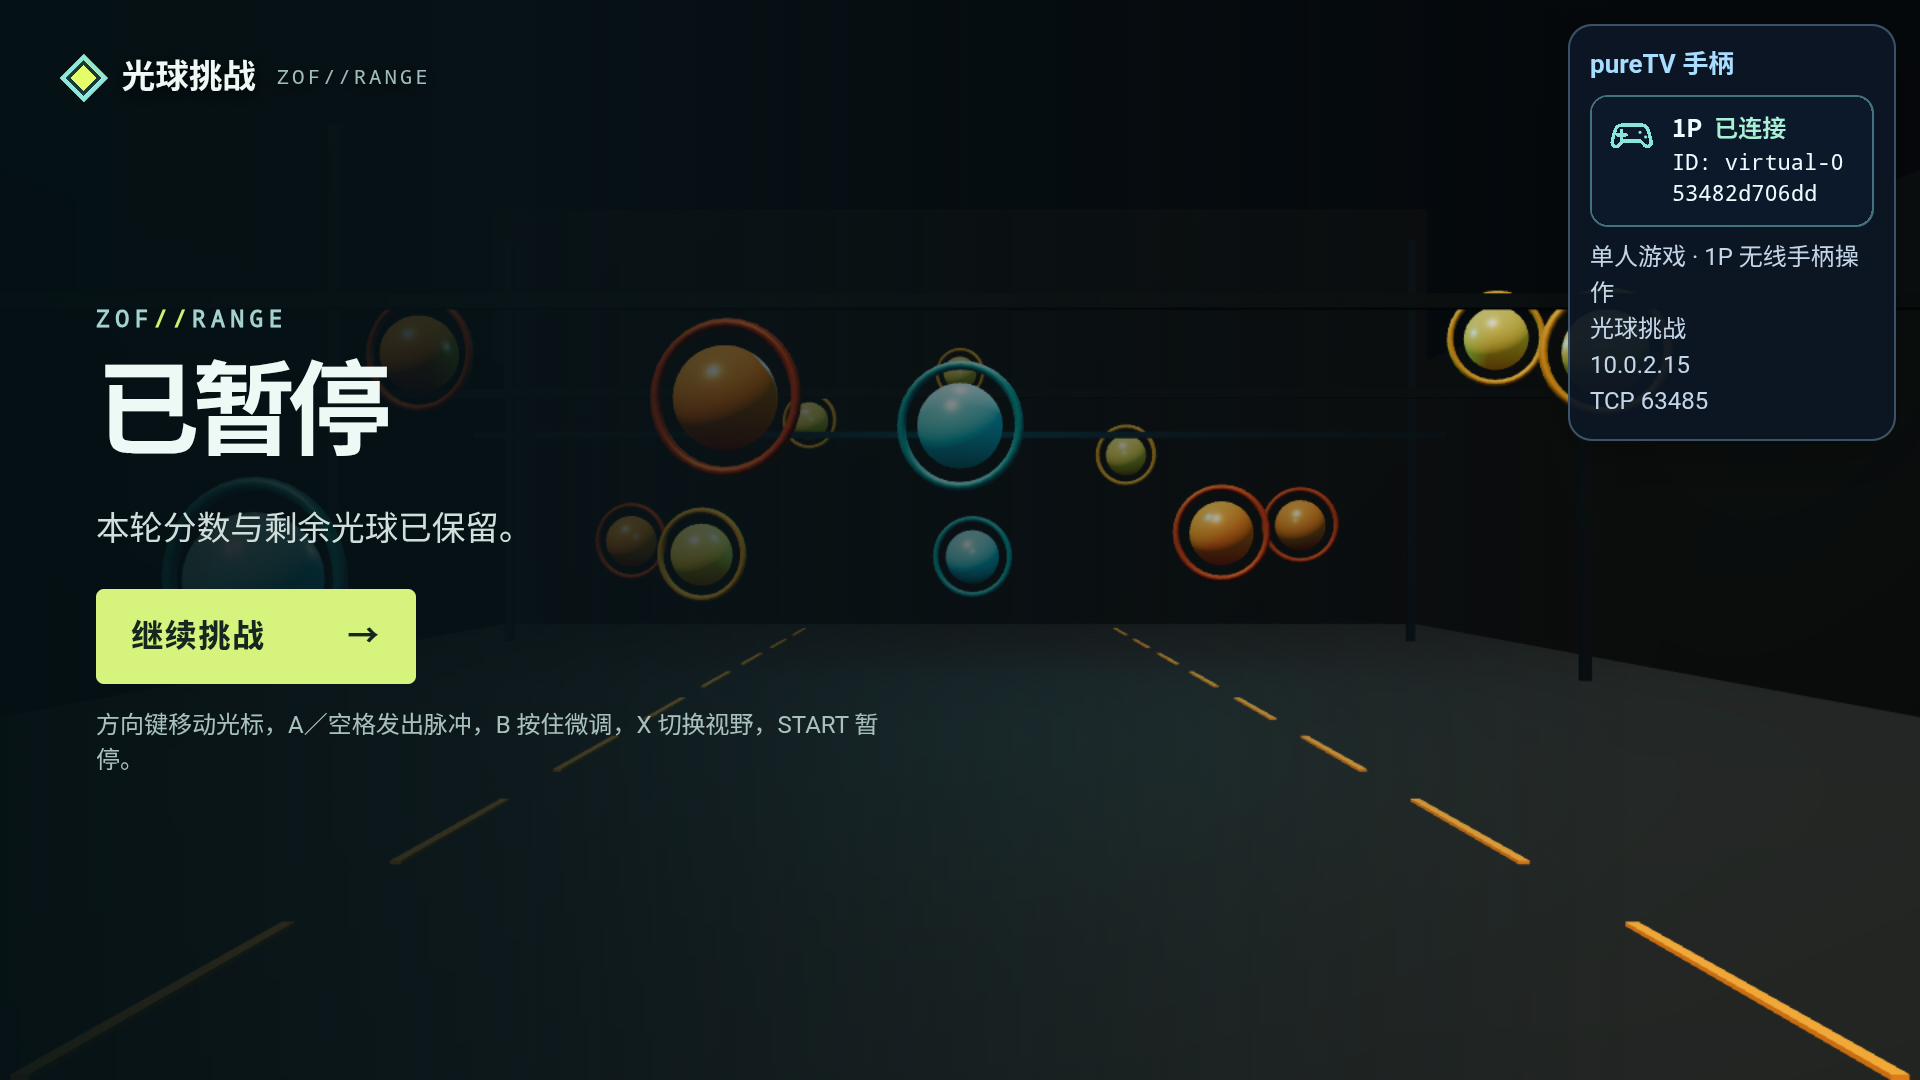 光球挑战 ZOF//RANGE
ZOF//RANGE
已暂停
本轮分数与剩余光球已保留。
继续挑战 →
方向键移动光标，A／空格发出脉冲，B 按住微调，X 切换视野，START 暂
停。
pureTV 手柄
1P 已连接
ID: virtual-0
53482d706dd
单人游戏 · 1P 无线手柄操
作
光球挑战
10.0.2.15
TCP 63485